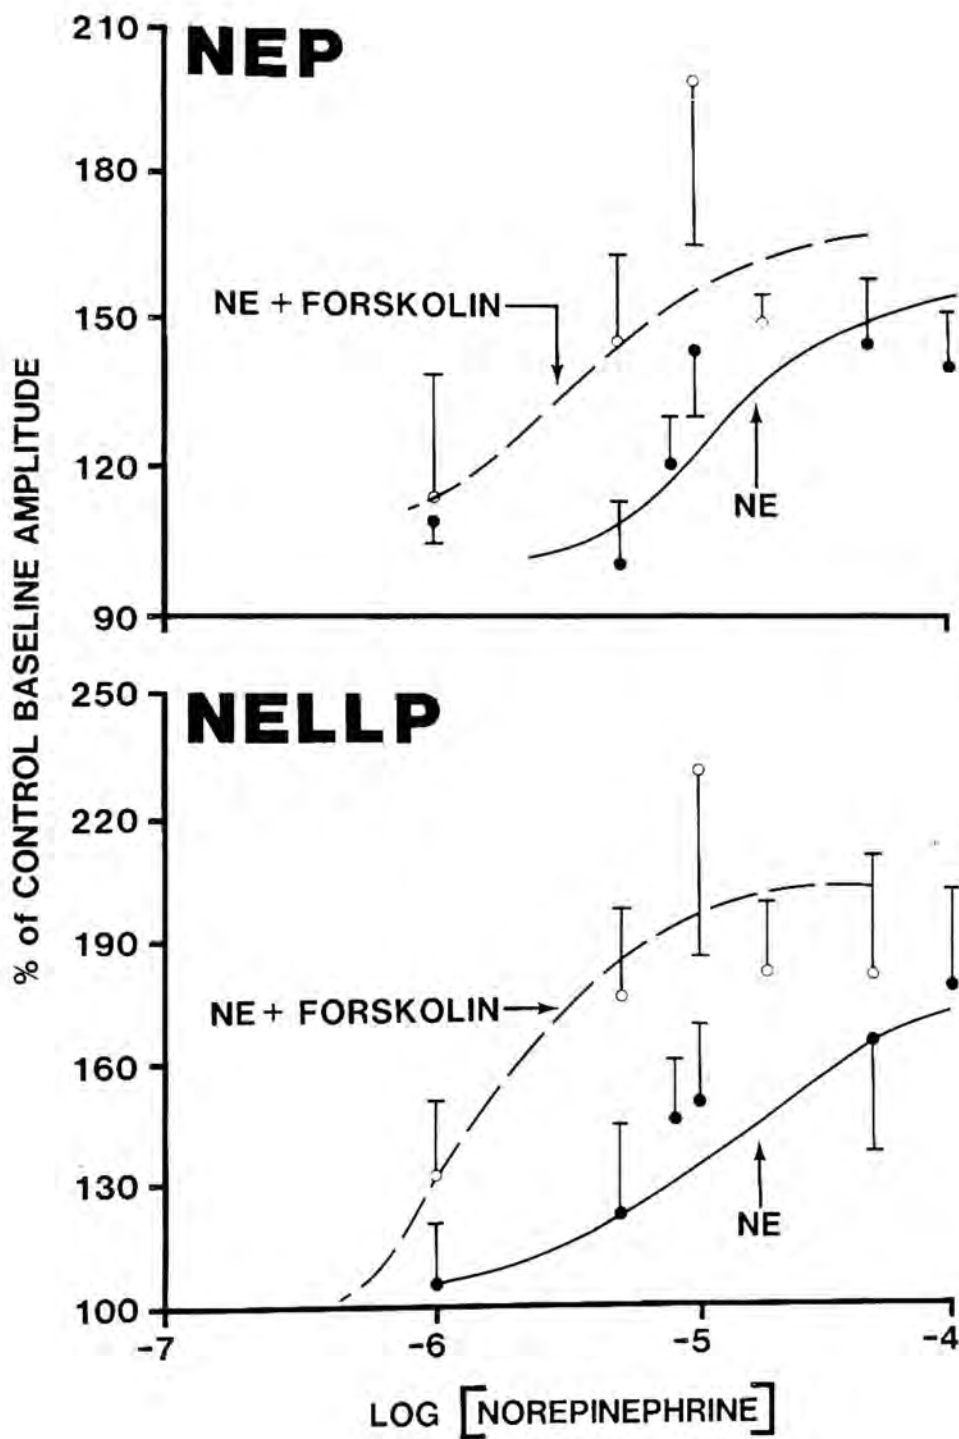 % of CONTROL BASELINE AMPLITUDE
NEP
210
180
150
120
90
NE + FORSKOLIN
NE
NELLP
250
220
190
160
130
100
NE + FORSKOLIN
NE
-7
-6
-5
-4
LOG [NOREPINEPHRINE]